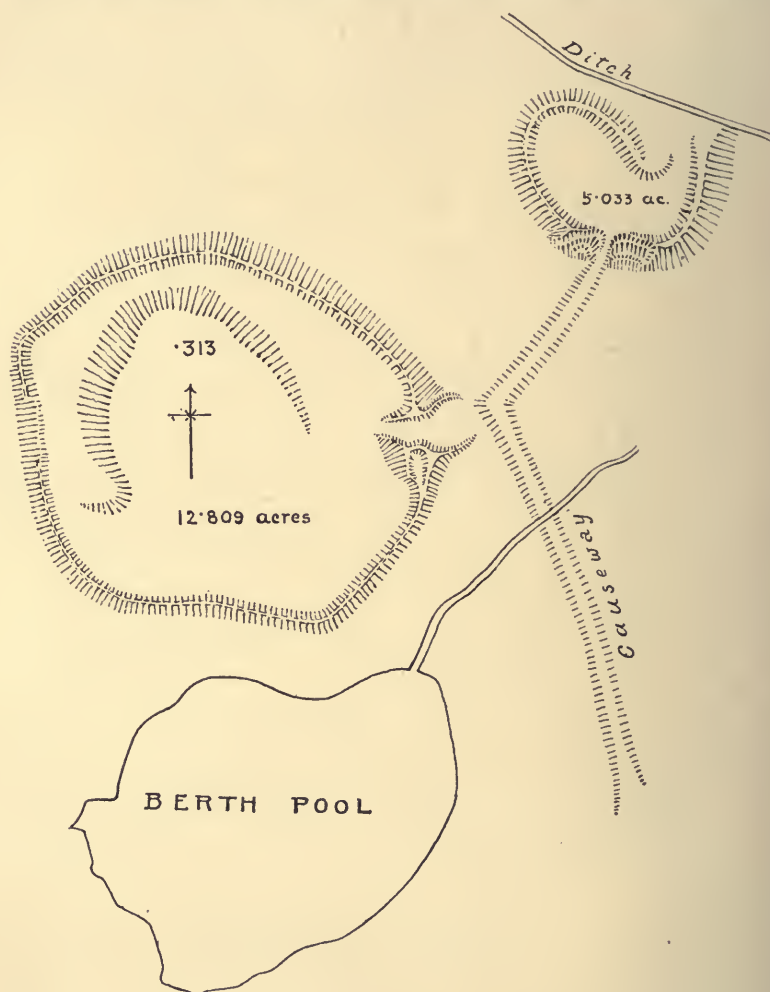 Ditch
5·033 ac.
·313
12·809 acres
Causeway
BERTH POOL